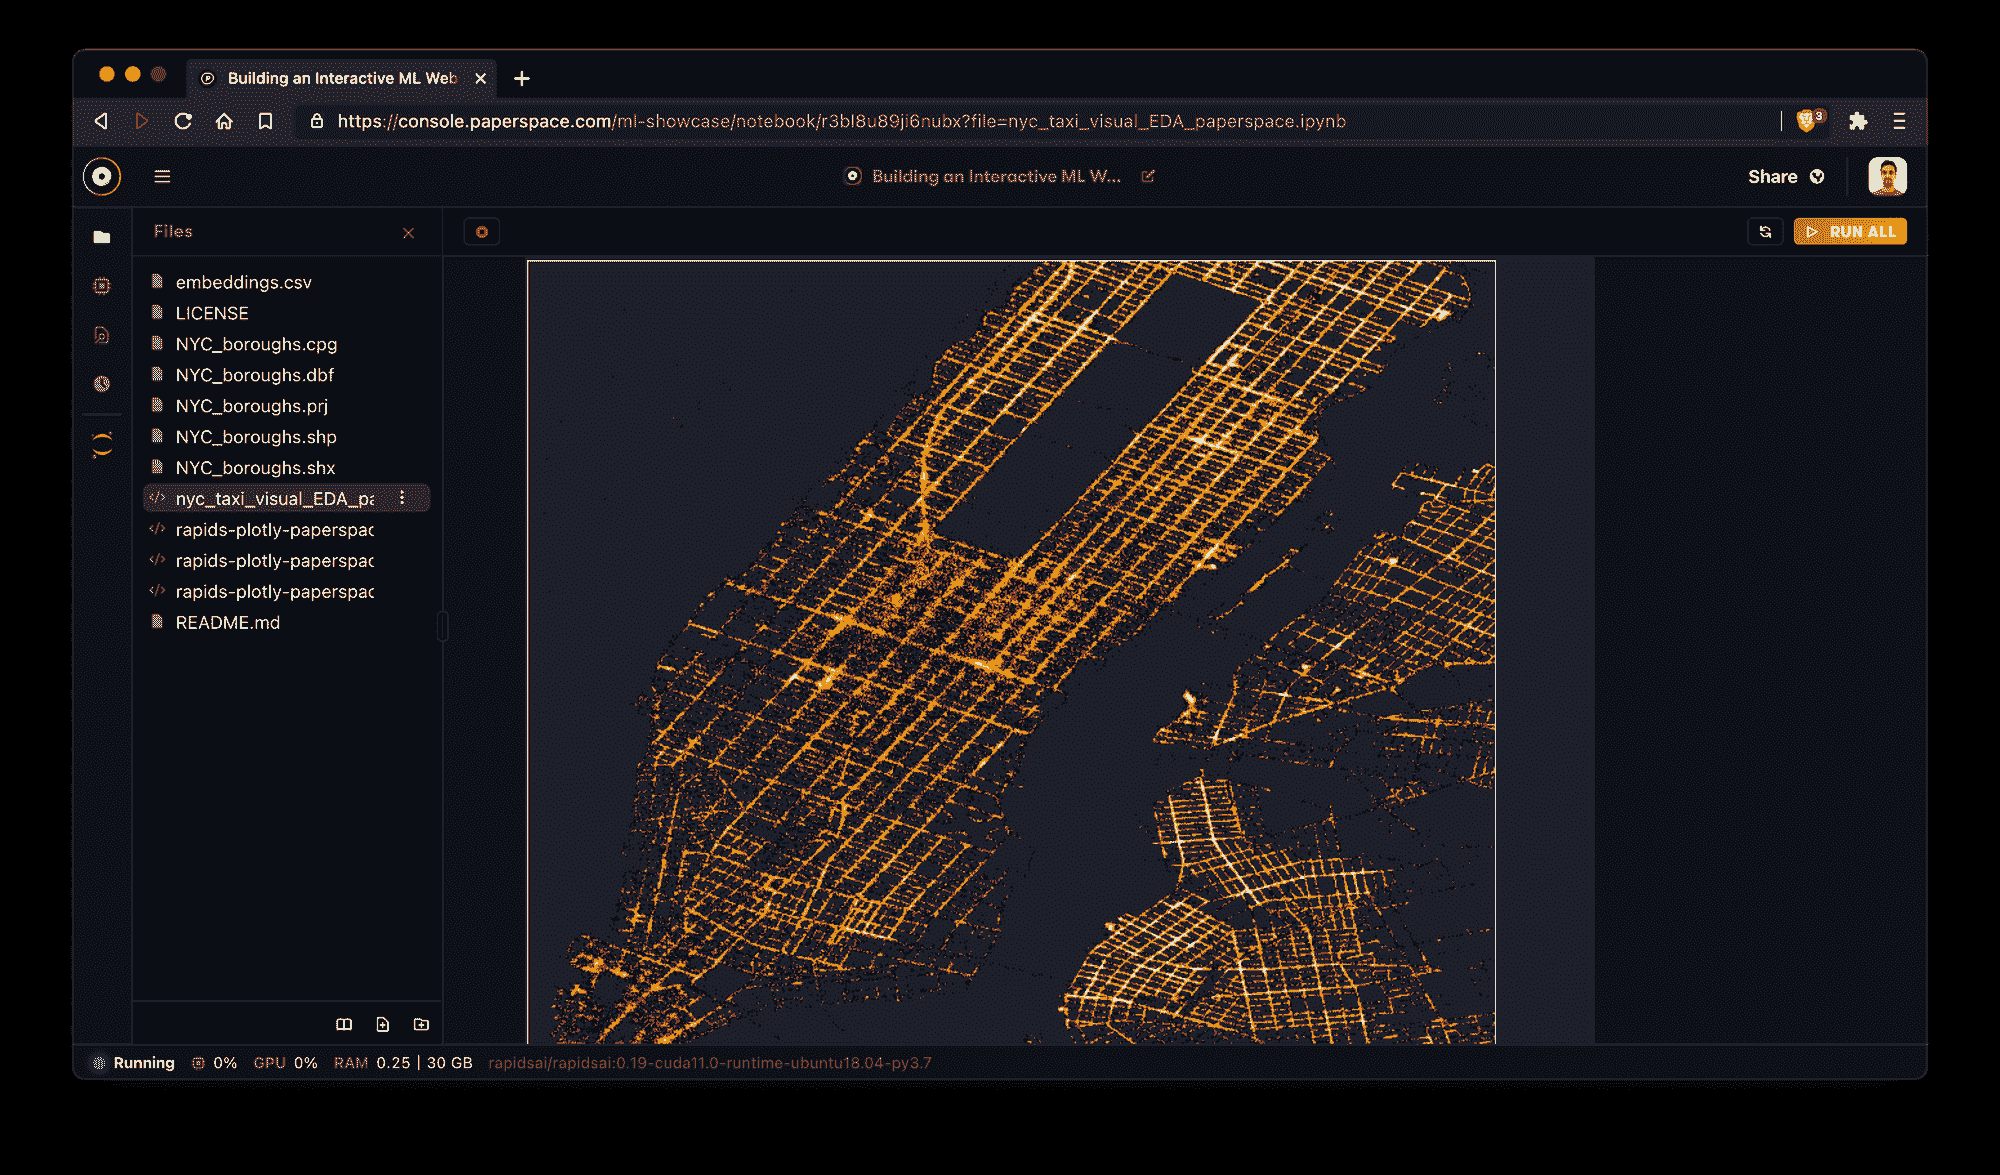 Building an Interactive ML Web
https://console.paperspace.com/ml-showcase/notebook/r3bl8u89ji6nubx?file=nyc_taxi_visual_EDA_paperspace.ipynb
3
Building an Interactive ML W...
Share
Files
RUN ALL
embeddings.csv
LICENSE
NYC_boroughs.cpg
NYC_boroughs.dbf
NYC_boroughs.prj
NYC_boroughs.shp
NYC_boroughs.shx
nyc_taxi_visual_EDA_pa
rapids-plotly-paperspac
rapids-plotly-paperspac
rapids-plotly-paperspac
README.md
Running 0% GPU 0% RAM 0.25 | 30 GB rapidsai/rapidsai:0.19-cuda11.0-runtime-ubuntu18.04-py3.7